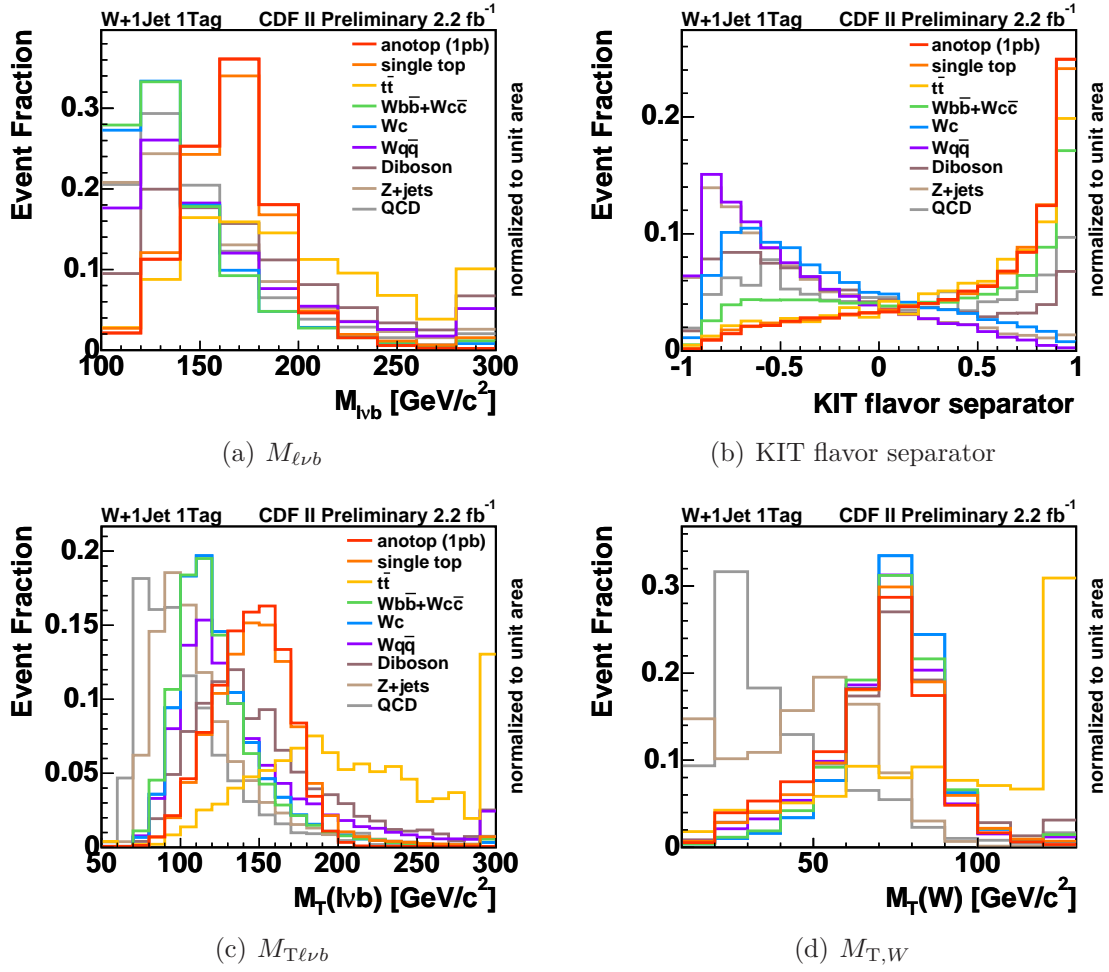 W+1Jet 1Tag CDF II Preliminary 2.2 fb⁻¹
Event Fraction
normalized to unit area
0.3
0.2
0.1
0
anotop (1pb)
single top
tt̄
Wbb̄+Wcc̄
Wc
Wqq̄
Diboson
Z+jets
QCD
100 150 200 250 300
M_lνb [GeV/c²]
(a) M_ℓνb
W+1Jet 1Tag CDF II Preliminary 2.2 fb⁻¹
Event Fraction
normalized to unit area
0.2
0.1
0
anotop (1pb)
single top
tt̄
Wbb̄+Wcc̄
Wc
Wqq̄
Diboson
Z+jets
QCD
-1 -0.5 0 0.5 1
KIT flavor separator
(b) KIT flavor separator
W+1Jet 1Tag CDF II Preliminary 2.2 fb⁻¹
Event Fraction
normalized to unit area
0.2
0.15
0.1
0.05
0
anotop (1pb)
single top
tt̄
Wbb̄+Wcc̄
Wc
Wqq̄
Diboson
Z+jets
QCD
50 100 150 200 250 300
M_T(lνb) [GeV/c²]
(c) M_Tℓνb
W+1Jet 1Tag CDF II Preliminary 2.2 fb⁻¹
Event Fraction
normalized to unit area
0.3
0.2
0.1
0
50 100
M_T(W) [GeV/c²]
(d) M_T,W